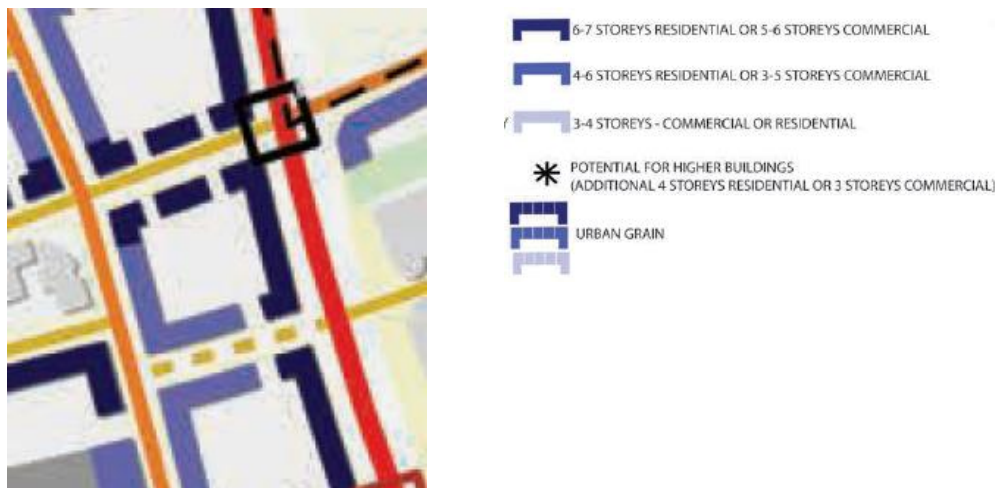 6-7 STOREYS RESIDENTIAL OR 5-6 STOREYS COMMERCIAL
4-6 STOREYS RESIDENTIAL OR 3-5 STOREYS COMMERCIAL
3-4 STOREYS - COMMERCIAL OR RESIDENTIAL
POTENTIAL FOR HIGHER BUILDINGS
(ADDITIONAL 4 STOREYS RESIDENTIAL OR 3 STOREYS COMMERCIAL)
URBAN GRAIN